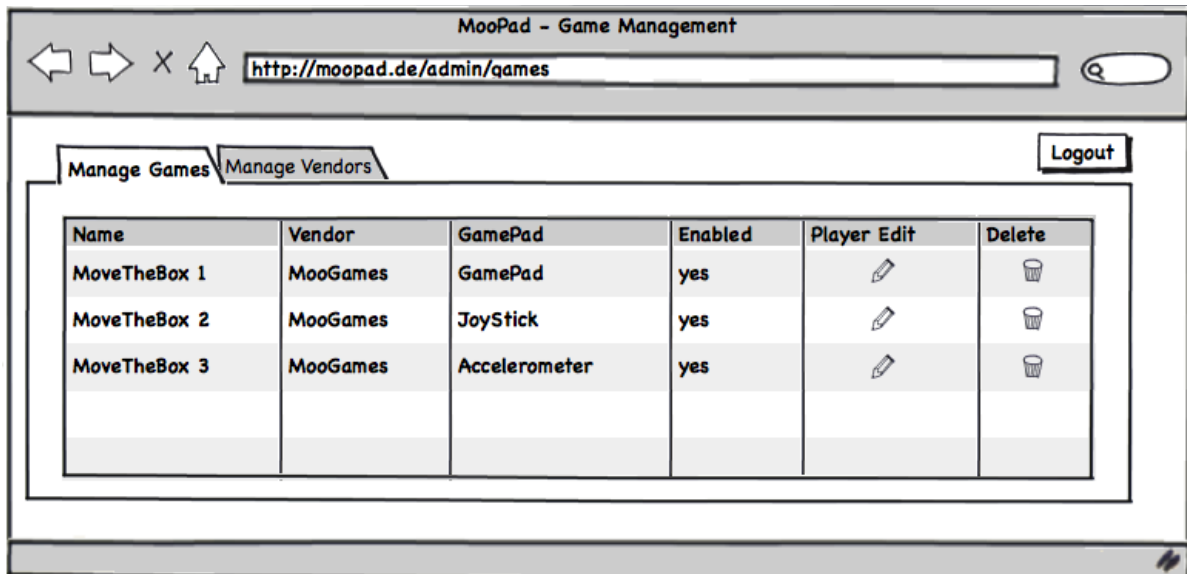 MooPad - Game Management
http://moopad.de/admin/games
Logout
Manage Games Manage Vendors
Name Vendor GamePad Enabled Player Edit Delete
MoveTheBox 1 MooGames GamePad yes
MoveTheBox 2 MooGames JoyStick yes
MoveTheBox 3 MooGames Accelerometer yes